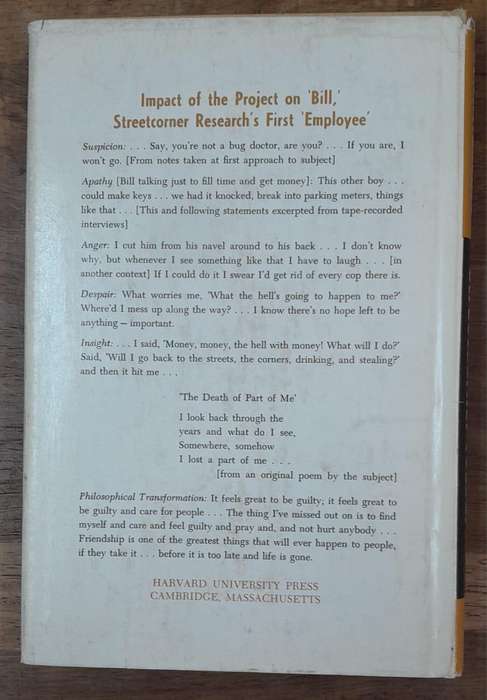 Impact of the Project on 'Bill,'
Streetcorner Research's First 'Employee'
Suspicion: . . . Say, you're not a bug doctor, are you? . . . If you are, I
won't go. [From notes taken at first approach to subject]
Apathy [Bill talking just to fill time and get money]: This other boy . . .
could make keys . . . we had it knocked, break into parking meters, things
like that . . . [This and following statements excerpted from tape-recorded
interviews]
Anger: I cut him from his navel around to his back . . . I don't know
why, but whenever I see something like that I have to laugh . . . [in
another context] If I could do it I swear I'd get rid of every cop there is.
Despair: What worries me, 'What the hell's going to happen to me?'
Where'd I mess up along the way? . . . I know there's no hope left to be
anything — important.
Insight: . . . I said, 'Money, money, the hell with money! What will I do?'
Said, 'Will I go back to the streets, the corners, drinking, and stealing?'
and then it hit me . . . .
'The Death of Part of Me'
I look back through the
years and what do I see,
Somewhere, somehow
I lost a part of me . . .
[from an original poem by the subject]
Philosophical Transformation: It feels great to be guilty; it feels great to
be guilty and care for people . . . The thing I've missed out on is to find
myself and care and feel guilty and pray and, and not hurt anybody . . .
Friendship is one of the greatest things that will ever happen to people,
if they take it . . . before it is too late and life is gone.
HARVARD UNIVERSITY PRESS
CAMBRIDGE, MASSACHUSETTS